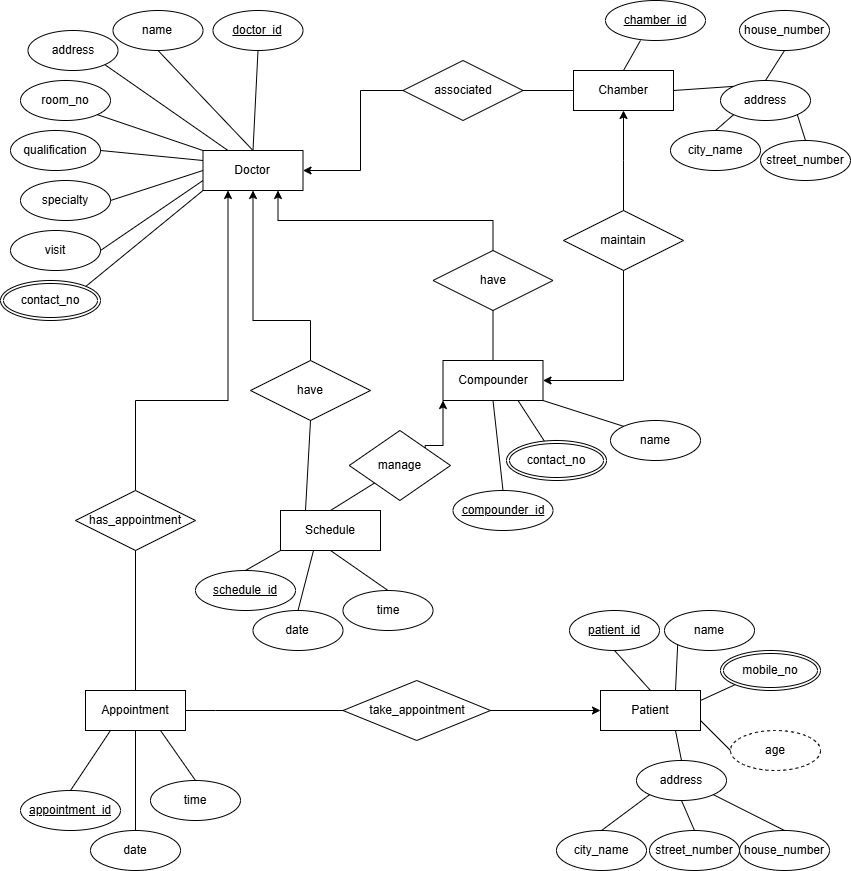 chamber_id
name
doctor_id
house_number
address
associated
Chamber
room_no
address
qualification
city_name
street_number
Doctor
specialty
visit
maintain
have
contact_no
Compounder
have
name
manage
contact_no
compounder_id
has_appointment
Schedule
schedule_id
time
date
patient_id
name
mobile_no
Appointment
take_appointment
Patient
age
address
appointment_id
time
date
city_name
street_number
house_number